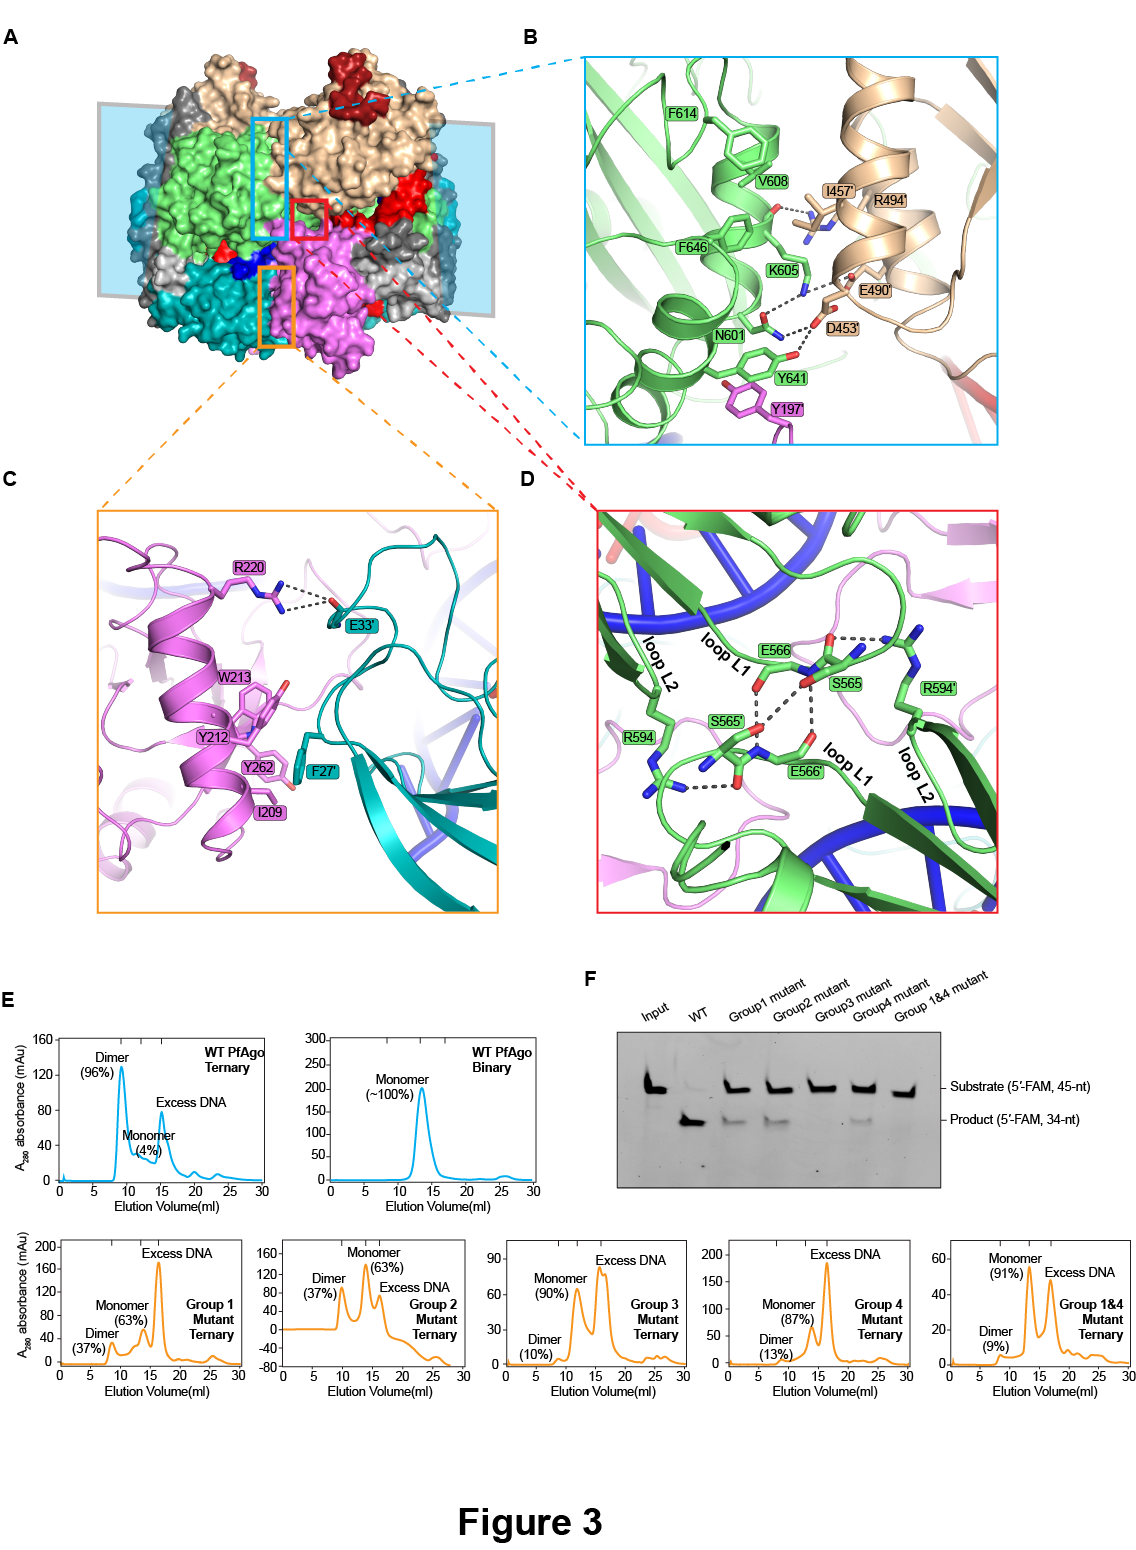 A
B
F614
V608
I457'
R494'
F646
K605
E490'
N601
D453'
Y641
Y197'
C
D
R220
E33'
W213
Y212
Y262
F27'
I209
loop L1
E566
loop L2
S565
R594'
S565'
R594
E566'
loop L1
loop L2
E
F
Input
WT
Group1 mutant
Group2 mutant
Group3 mutant
Group4 mutant
Group 1&4 mutant
Substrate (5′-FAM, 45-nt)
Product (5′-FAM, 34-nt)
A280 absorbance (mAu)
160
120
80
40
0
Dimer
(96%)
WT PfAgo
Ternary
Excess DNA
Monomer
(4%)
0 5 10 15 20 25 30
Elution Volume(ml)
300
250
200
150
100
50
0
WT PfAgo
Binary
Monomer
(~100%)
0 5 10 15 20 25 30
Elution Volume(ml)
A280 absorbance (mAu)
200
160
120
80
40
0
Excess DNA
Monomer
(63%)
Dimer
(37%)
Group 1
Mutant
Ternary
0 5 10 15 20 25 30
Elution Volume(ml)
160
120
80
40
0
-40
-80
Monomer
(63%)
Dimer
(37%)
Excess DNA
Group 2
Mutant
Ternary
0 5 10 15 20 25 30
Elution Volume(ml)
90
60
30
0
Excess DNA
Monomer
(90%)
Dimer
(10%)
Group 3
Mutant
Ternary
0 5 10 15 20 25 30
Elution Volume(ml)
200
150
100
50
0
Excess DNA
Monomer
(87%)
Dimer
(13%)
Group 4
Mutant
Ternary
0 5 10 15 20 25 30
Elution Volume(ml)
60
40
20
0
Monomer
(91%)
Excess DNA
Dimer
(9%)
Group 1&4
Mutant
Ternary
0 5 10 15 20 25 30
Elution Volume(ml)
Figure 3